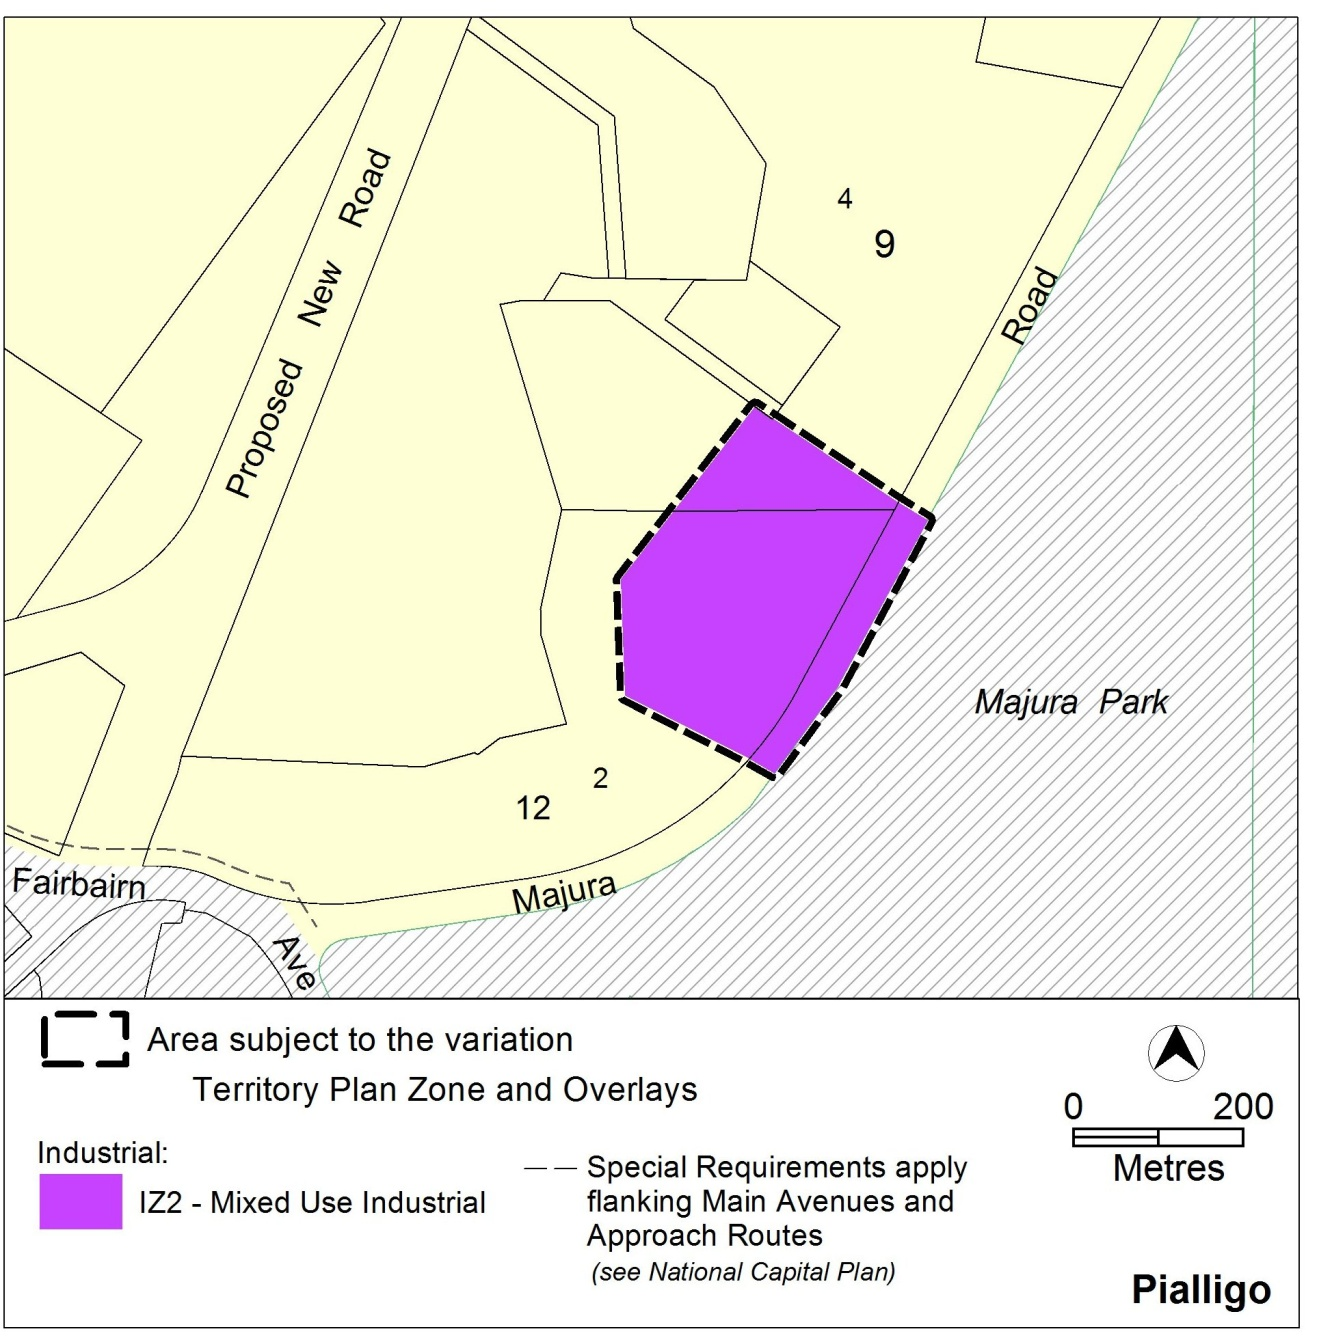 Proposed New Road
4
9
Road
Majura Park
2
12
Fairbairn
Ave
Majura
Area subject to the variation
Territory Plan Zone and Overlays
Industrial:
IZ2 - Mixed Use Industrial
Special Requirements apply
flanking Main Avenues and
Approach Routes
(see National Capital Plan)
0 200
Metres
Pialligo